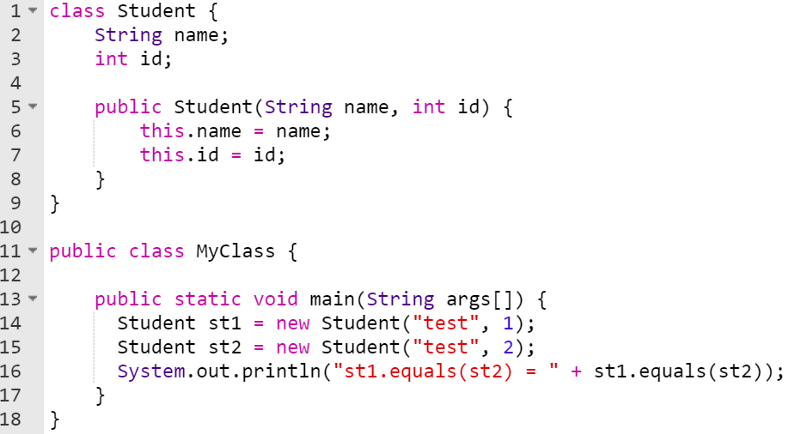 1 class Student {
2     String name;
3     int id;
4
5     public Student(String name, int id) {
6         this.name = name;
7         this.id = id;
8     }
9 }
10
11 public class MyClass {
12
13     public static void main(String args[]) {
14       Student st1 = new Student("test", 1);
15       Student st2 = new Student("test", 2);
16       System.out.println("st1.equals(st2) = " + st1.equals(st2));
17     }
18 }